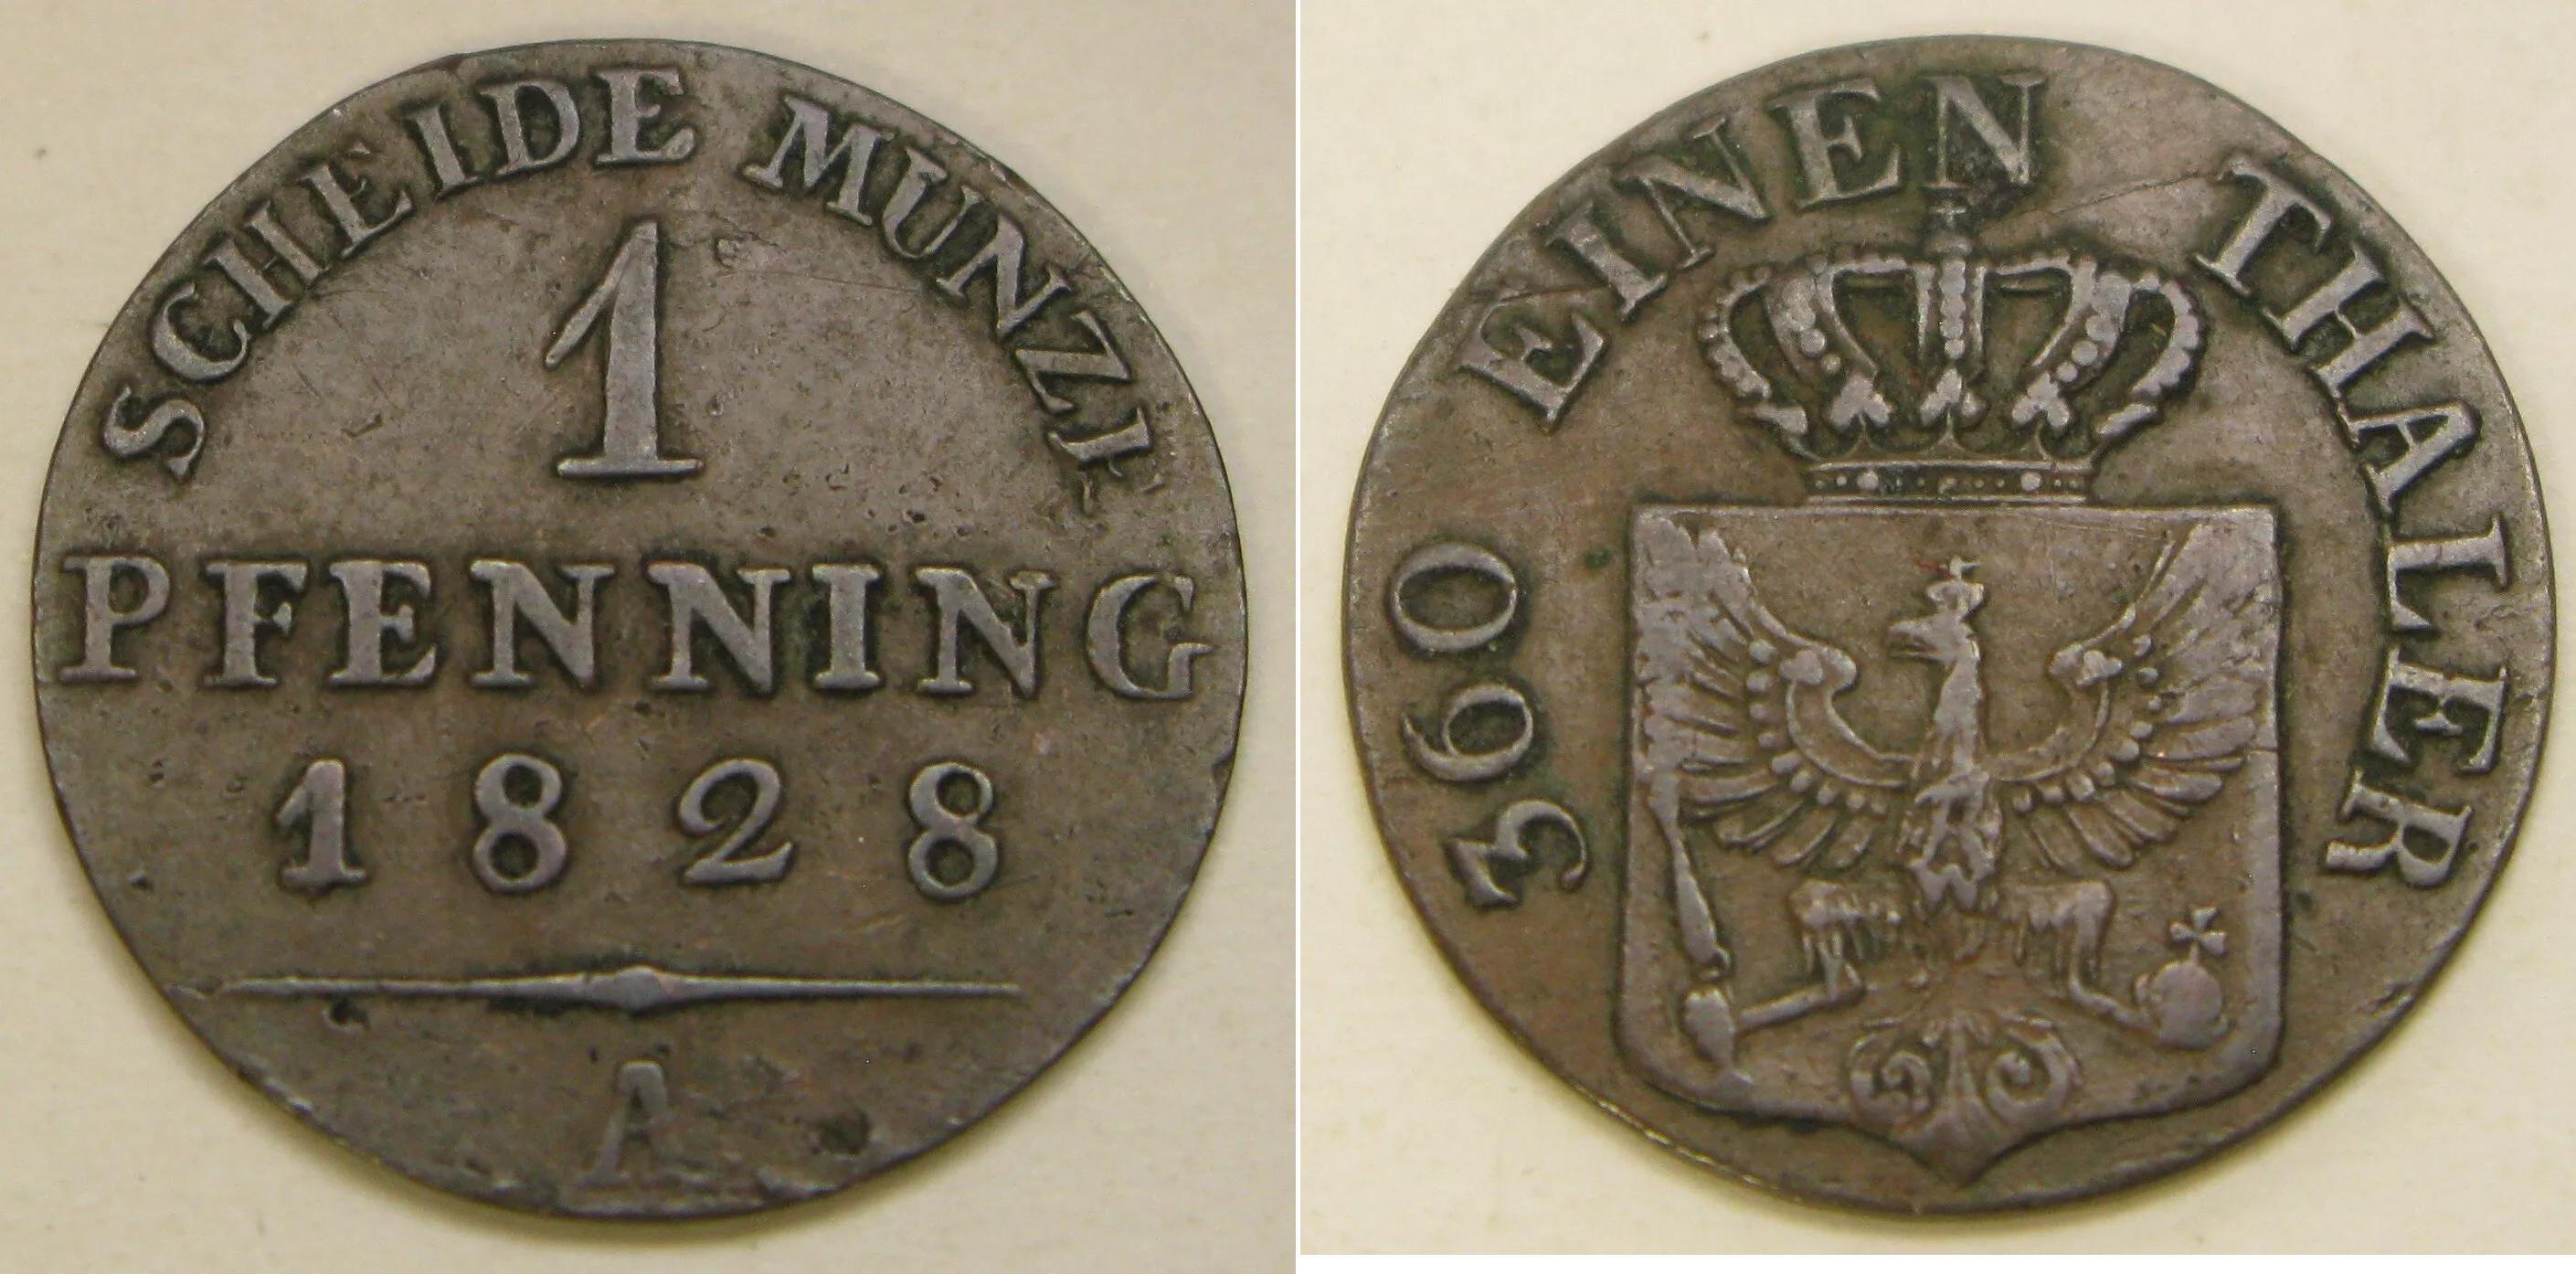 SCHEIDE MUNZE
1
PFENNING
1828
A
360 EINEN THALER